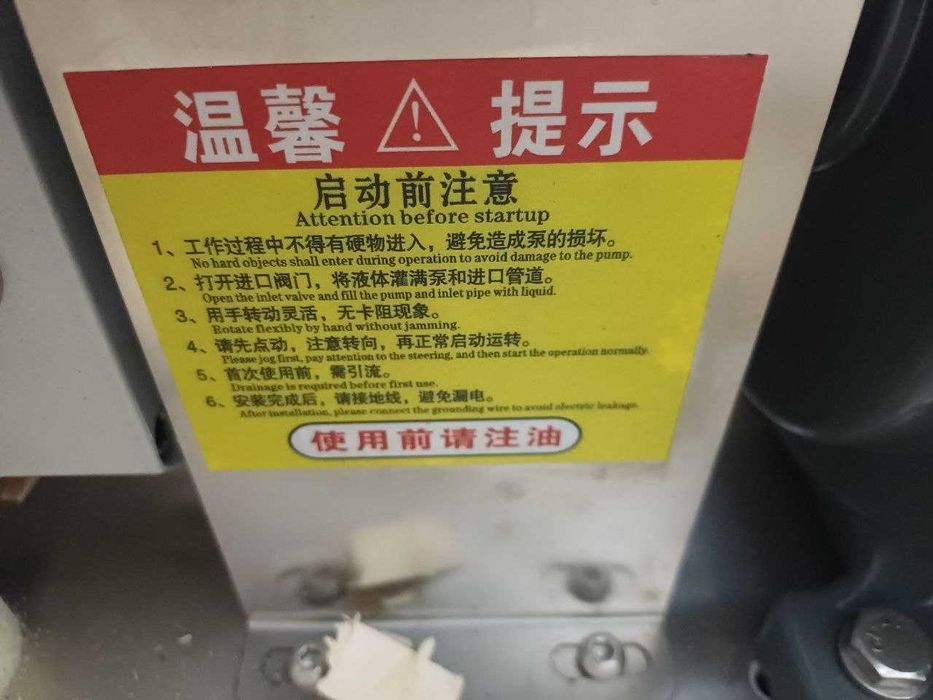 温馨 提示
启动前注意
Attention before startup
1、工作过程中不得有硬物进入，避免造成泵的损坏。
No hard objects shall enter during operation to avoid damage to the pump.
2、打开进口阀门，将液体灌满泵和进口管道。
Open the inlet valve and fill the pump and inlet pipe with liquid.
3、用手转动灵活，无卡阻现象。
Rotate flexibly by hand without jamming.
4、请先点动，注意转向，再正常启动运转。
Please jog first, pay attention to the steering, and then start the operation normally.
5、首次使用前，需引流。
Drainage is required before first use.
6、安装完成后，请接地线，避免漏电。
After installation, please connect the grounding wire to avoid electric leakage.
使用前请注油